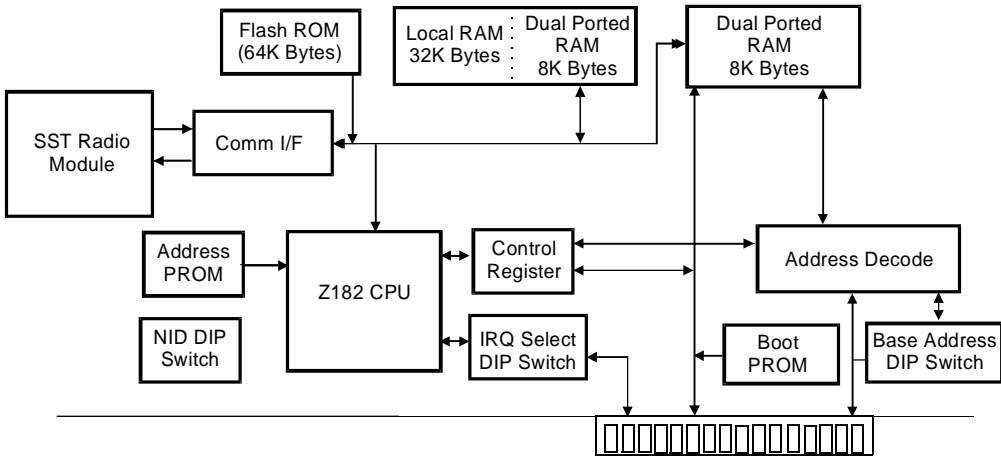 Flash ROM
(64K Bytes)
Local RAM
32K Bytes
Dual Ported
RAM
8K Bytes
Dual Ported
RAM
8K Bytes
SST Radio
Module
Comm I/F
Address
PROM
Z182 CPU
Control
Register
Address Decode
NID DIP
Switch
IRQ Select
DIP Switch
Boot
PROM
Base Address
DIP Switch